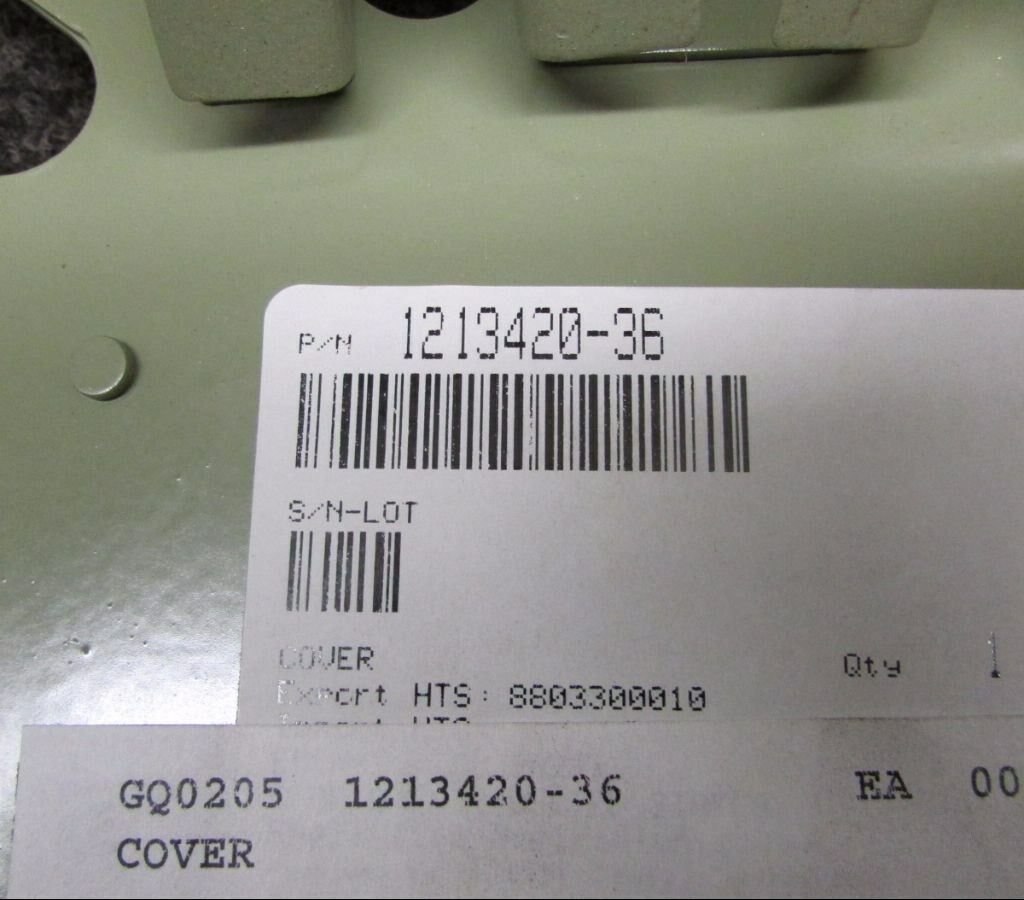 P/N 1213420-36
S/N-LOT
COVER Qty 1
Export HTS: 8803300010
GQ0205 1213420-36 EA 00
COVER